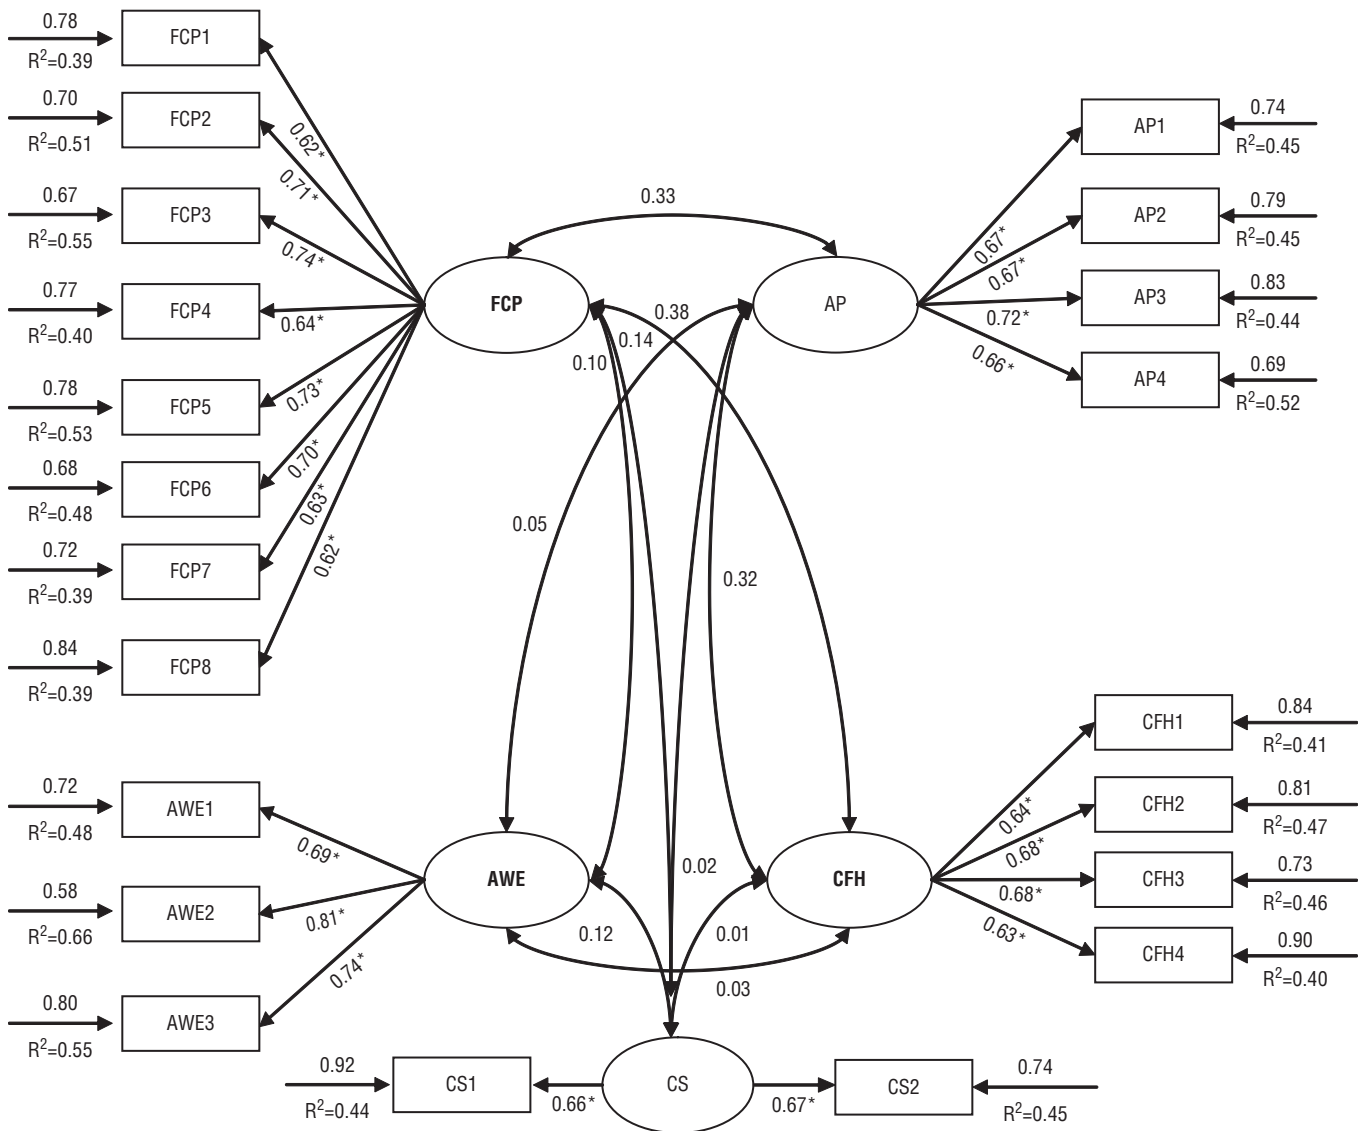 0.78
R²=0.39
FCP1
0.70
R²=0.51
FCP2
0.67
R²=0.55
FCP3
0.77
R²=0.40
FCP4
0.78
R²=0.53
FCP5
0.68
R²=0.48
FCP6
0.72
R²=0.39
FCP7
0.84
R²=0.39
FCP8
0.62*
0.71*
0.74*
0.64*
0.73*
0.70*
0.63*
0.62*
FCP
0.33
AP
0.38
0.14
0.10
0.05
0.32
0.67*
0.67*
0.72*
0.66*
AP1
0.74
R²=0.45
AP2
0.79
R²=0.45
AP3
0.83
R²=0.44
AP4
0.69
R²=0.52
0.72
R²=0.48
AWE1
0.58
R²=0.66
AWE2
0.80
R²=0.55
AWE3
0.69*
0.81*
0.74*
AWE
0.02
CFH
0.12
0.01
0.03
0.64*
0.68*
0.68*
0.63*
CFH1
0.84
R²=0.41
CFH2
0.81
R²=0.47
CFH3
0.73
R²=0.46
CFH4
0.90
R²=0.40
0.92
R²=0.44
CS1
0.66*
CS
0.67*
CS2
0.74
R²=0.45